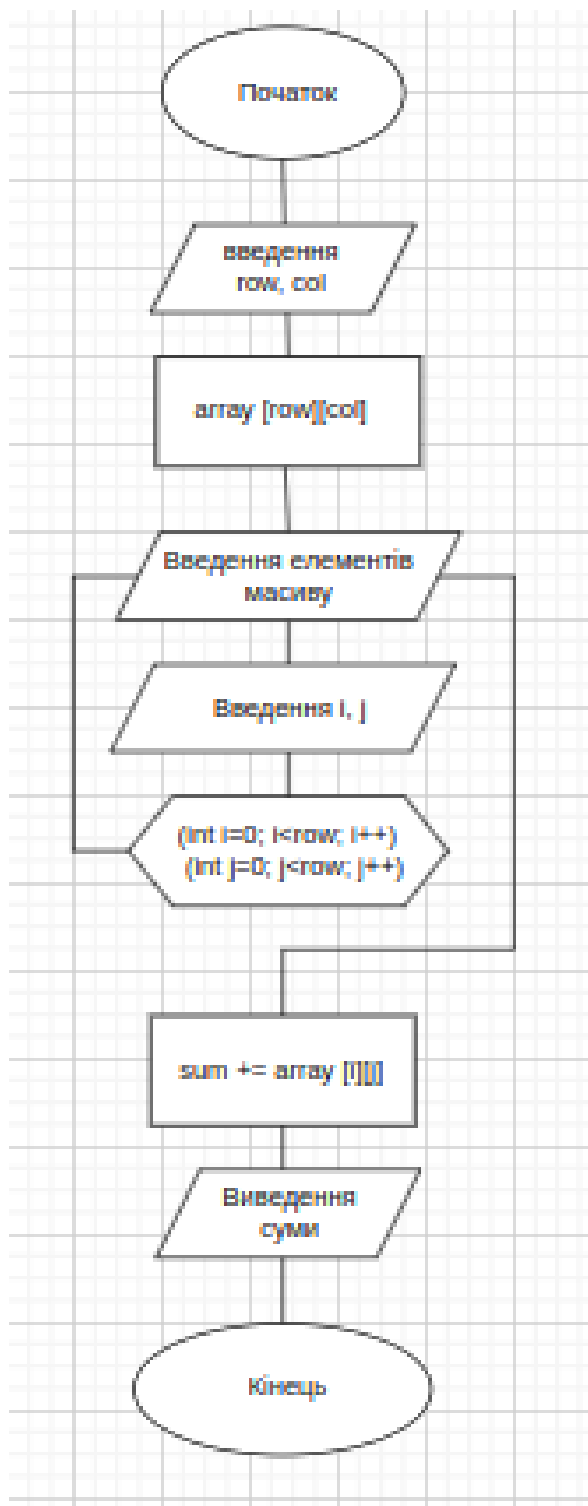 Початок
введення
row, col
array [row][col]
Введення елементів
масиву
Введення i, j
(int i=0; i<row; i++)
(int j=0; j<row; j++)
sum += array [i][j]
Виведення
суми
Кінець